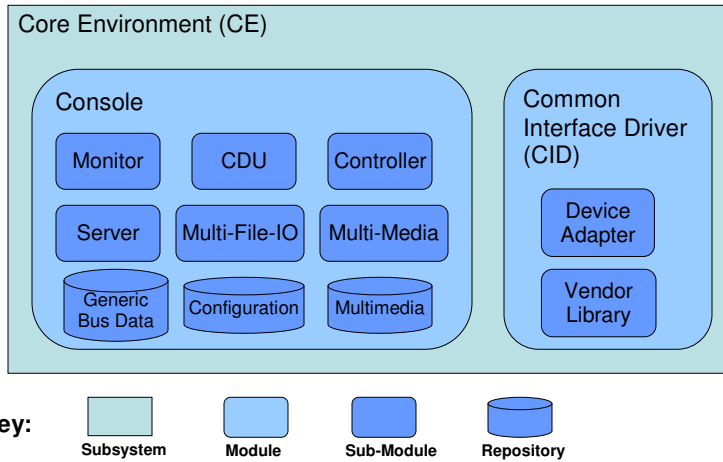 Core Environment (CE)
Console
Monitor
CDU
Controller
Server
Multi-File-IO
Multi-Media
Generic
Bus Data
Configuration
Multimedia
Common
Interface Driver
(CID)
Device
Adapter
Vendor
Library
ey:
Subsystem
Module
Sub-Module
Repository